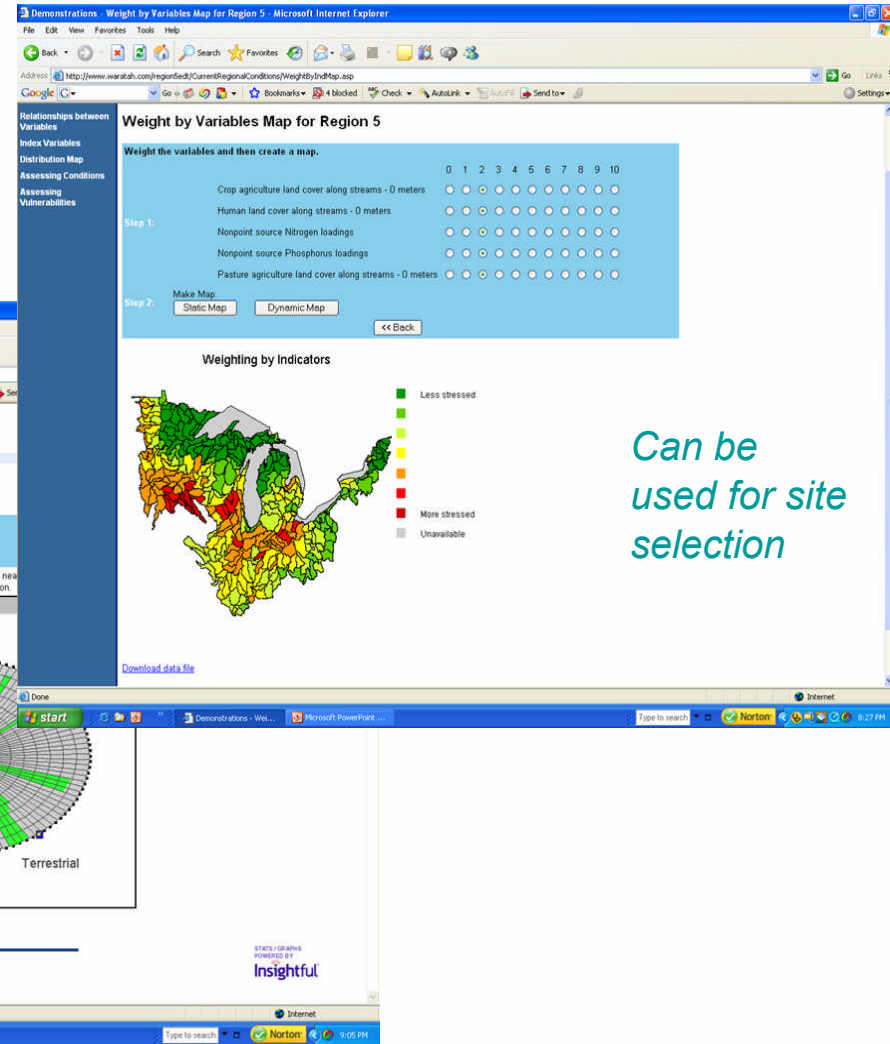 Demonstrations - Weight by Variables Map for Region 5 - Microsoft Internet Explorer
File Edit View Favorites Tools Help
Back Search Favorites
Address http://www.waratah.com/region5edt/CurrentRegionalConditions/WeightByIndMap.asp Go Links
Google G Go Bookmarks 4 blocked Check AutoLink AutoFill Send to Settings
Relationships between Variables
Index Variables
Distribution Map
Assessing Conditions
Assessing Vulnerabilities
Weight by Variables Map for Region 5
Weight the variables and then create a map.
0 1 2 3 4 5 6 7 8 9 10
Step 1:
Crop agriculture land cover along streams - 0 meters
Human land cover along streams - 0 meters
Nonpoint source Nitrogen loadings
Nonpoint source Phosphorus loadings
Pasture agriculture land cover along streams - 0 meters
Step 2:
Make Map:
Static Map Dynamic Map
<< Back
Weighting by Indicators
Less stressed
More stressed
Unavailable
Can be
used for site
selection
Download data file
Done Internet
start Demonstrations - Wei... Microsoft PowerPoint ... Type to search Norton 8:27 PM
Se
nea
on.
Terrestrial
STATS / GRAPHS
POWERED BY
Insightful
Internet
Type to search Norton 9:05 PM